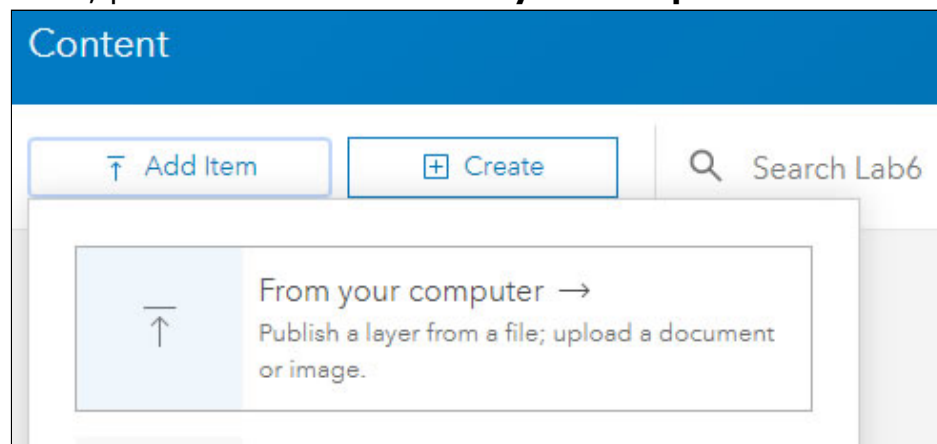 Content
Add Item
Create
Search Lab6
From your computer →
Publish a layer from a file; upload a document
or image.